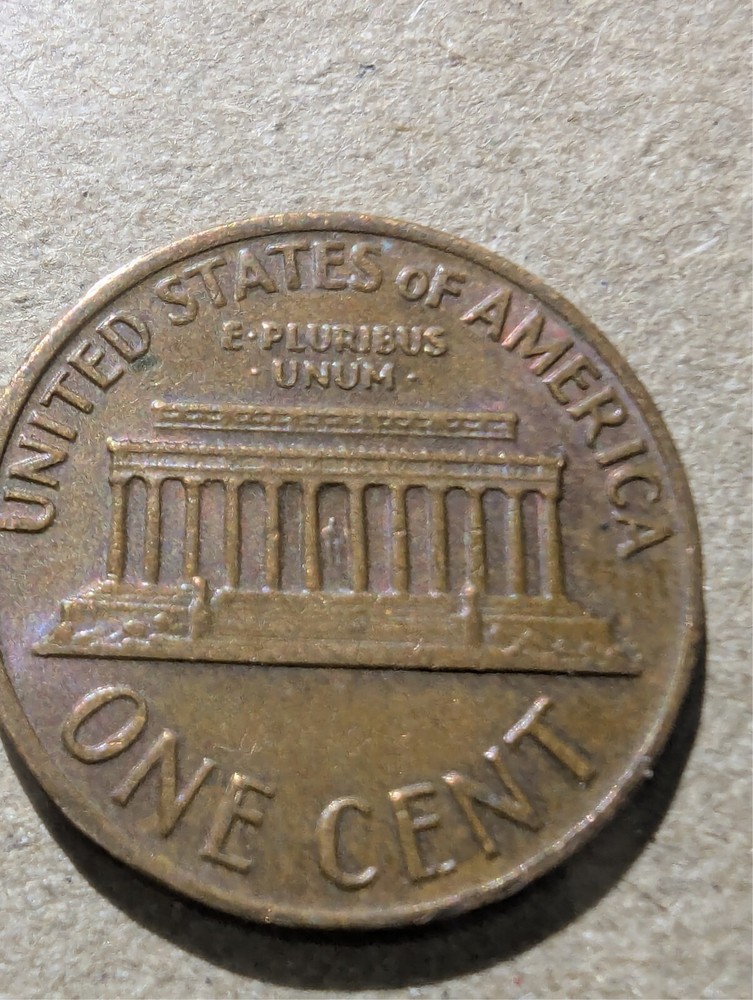 UNITED STATES OF AMERICA
E·PLURIBUS
·UNUM·
ONE CENT